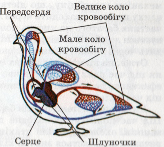 Передсердя
Велике коло
кровообігу
Мале коло
кровообігу
Серце
Шлуночки